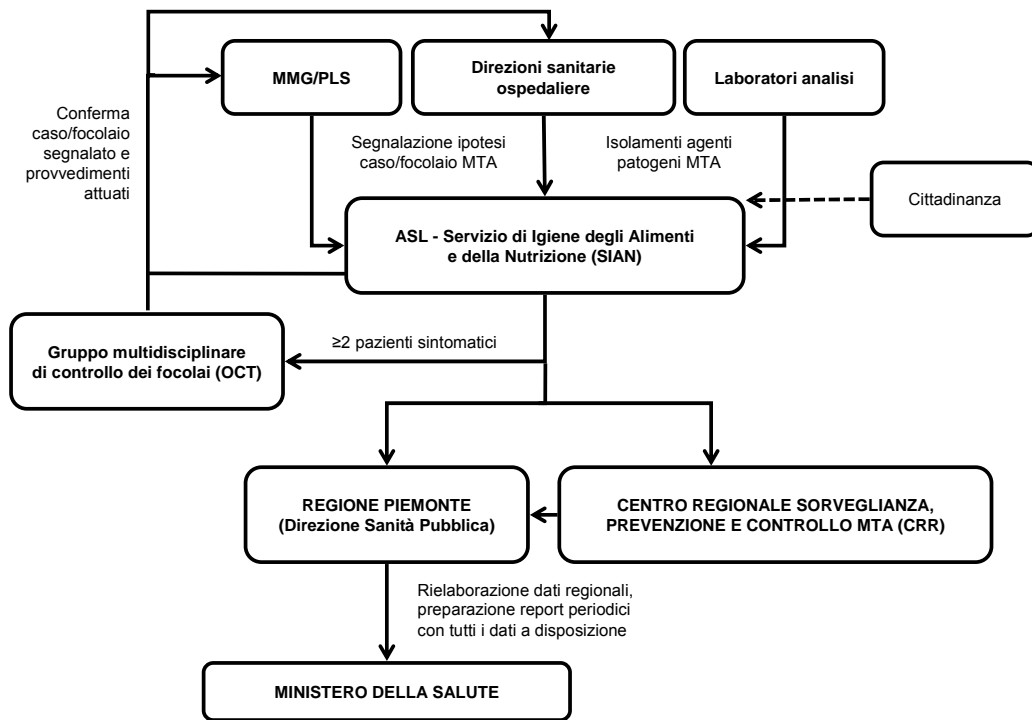 MMG/PLS
Direzioni sanitarie
ospedaliere
Laboratori analisi
Conferma
caso/focolaio
segnalato e
provvedimenti
attuati
Segnalazione ipotesi
caso/focolaio MTA
Isolamenti agenti
patogeni MTA
Cittadinanza
ASL - Servizio di Igiene degli Alimenti
e della Nutrizione (SIAN)
Gruppo multidisciplinare
di controllo dei focolai (OCT)
≥2 pazienti sintomatici
REGIONE PIEMONTE
(Direzione Sanità Pubblica)
CENTRO REGIONALE SORVEGLIANZA,
PREVENZIONE E CONTROLLO MTA (CRR)
Rielaborazione dati regionali,
preparazione report periodici
con tutti i dati a disposizione
MINISTERO DELLA SALUTE